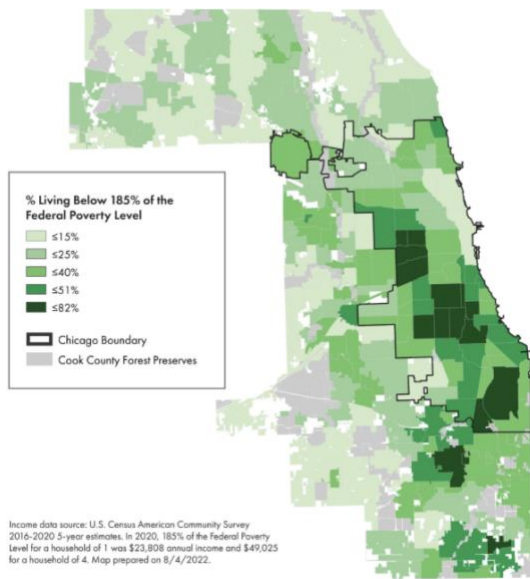 % Living Below 185% of the
Federal Poverty Level
≤15%
≤25%
≤40%
≤51%
≤82%
Chicago Boundary
Cook County Forest Preserves
Income data source: U.S. Census American Community Survey
2016-2020 5-year estimates. In 2020, 185% of the Federal Poverty
Level for a household of 1 was $23,808 annual income and $49,025
for a household of 4. Map prepared on 8/4/2022.